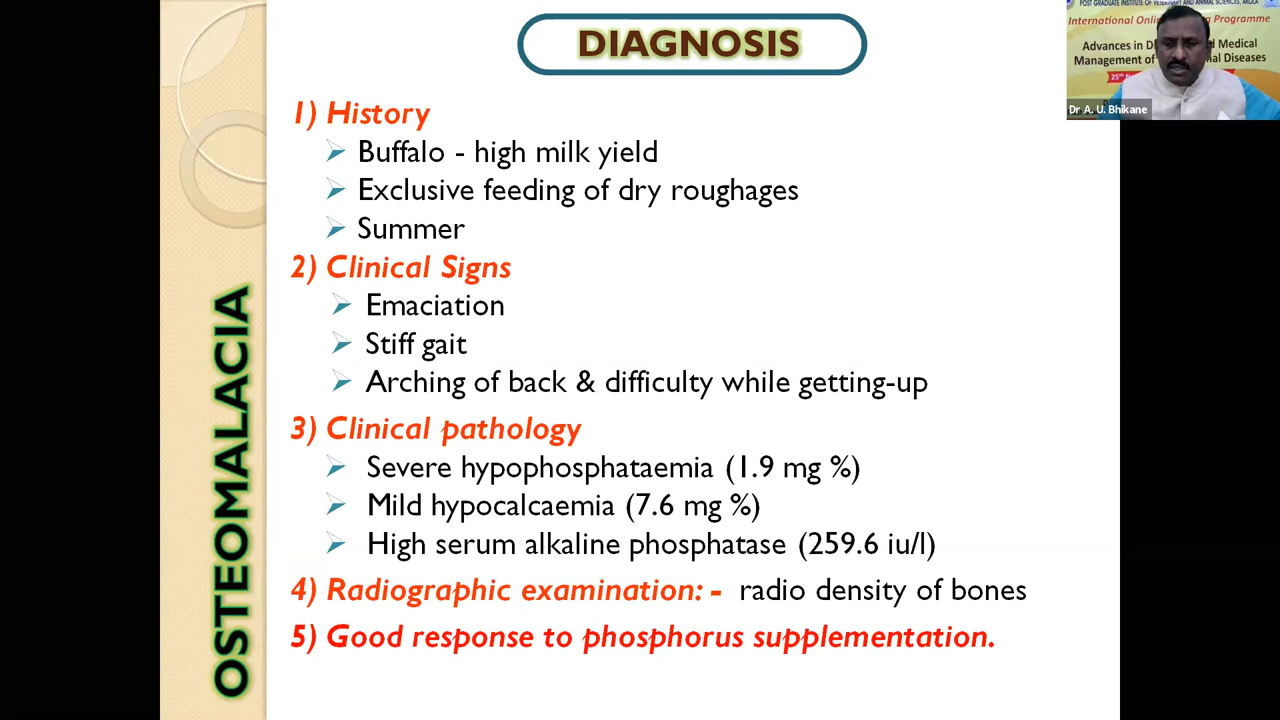 DIAGNOSIS
1) History
Buffalo - high milk yield
Exclusive feeding of dry roughages
Summer
2) Clinical Signs
Emaciation
Stiff gait
Arching of back & difficulty while getting-up
3) Clinical pathology
Severe hypophosphataemia (1.9 mg %)
Mild hypocalcaemia (7.6 mg %)
High serum alkaline phosphatase (259.6 iu/l)
4) Radiographic examination: - radio density of bones
5) Good response to phosphorus supplementation.
OSTEOMALACIA
POST GRADUATE INSTITUTE OF VETERINARY AND ANIMAL SCIENCES, AKOLA
International Online Programme
Advances in Medical
Management of Diseases
25th
Dr A. U. Bhikane